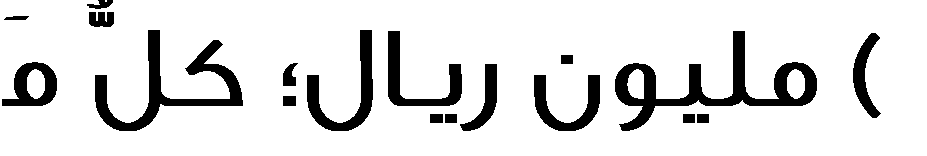 ) مليون ريال؛ كلَّ مَ